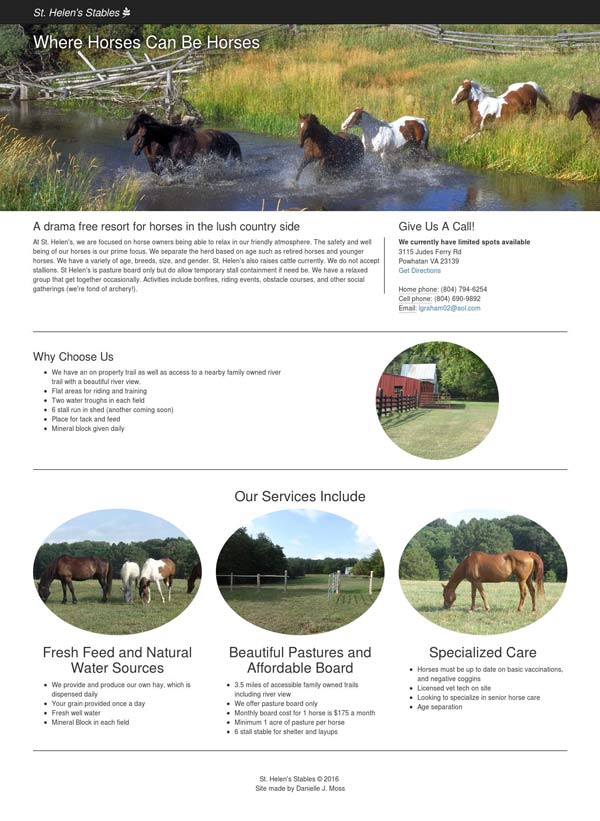 St. Helen's Stables
Where Horses Can Be Horses
A drama free resort for horses in the lush country side
At St. Helen's, we are focused on horse owners being able to relax in our friendly atmosphere. The safety and well
being of our horses is our prime focus. We separate the herd based on age such as retired horses and younger
horses. We have a variety of age, breeds, size, and gender. St. Helen's also raises cattle currently. We do not accept
stallions. St Helen's is pasture board only but do allow temporary stall containment if need be. We have a relaxed
group that get together occasionally. Activities include bonfires, riding events, obstacle courses, and other social
gatherings (we're fond of archery!).
Give Us A Call!
We currently have limited spots available
3115 Judes Ferry Rd
Powhatan VA 23139
Get Directions
Home phone: (804) 794-6254
Cell phone: (804) 690-9892
Email: lgraham02@aol.com
Why Choose Us
• We have an on property trail as well as access to a nearby family owned river
trail with a beautiful river view.
• Flat areas for riding and training
• Two water troughs in each field
• 6 stall run in shed (another coming soon)
• Place for tack and feed
• Mineral block given daily
Our Services Include
Fresh Feed and Natural
Water Sources
• We provide and produce our own hay, which is
dispensed daily
• Your grain provided once a day
• Fresh well water
• Mineral Block in each field
Beautiful Pastures and
Affordable Board
• 3.5 miles of accessible family owned trails
including river view
• We offer pasture board only
• Monthly board cost for 1 horse is $175 a month
• Minimum 1 acre of pasture per horse
• 6 stall stable for shelter and layups
Specialized Care
• Horses must be up to date on basic vaccinations,
and negative coggins
• Licensed vet tech on site
• Looking to specialize in senior horse care
• Age separation
St. Helen's Stables © 2016
Site made by Danielle J. Moss